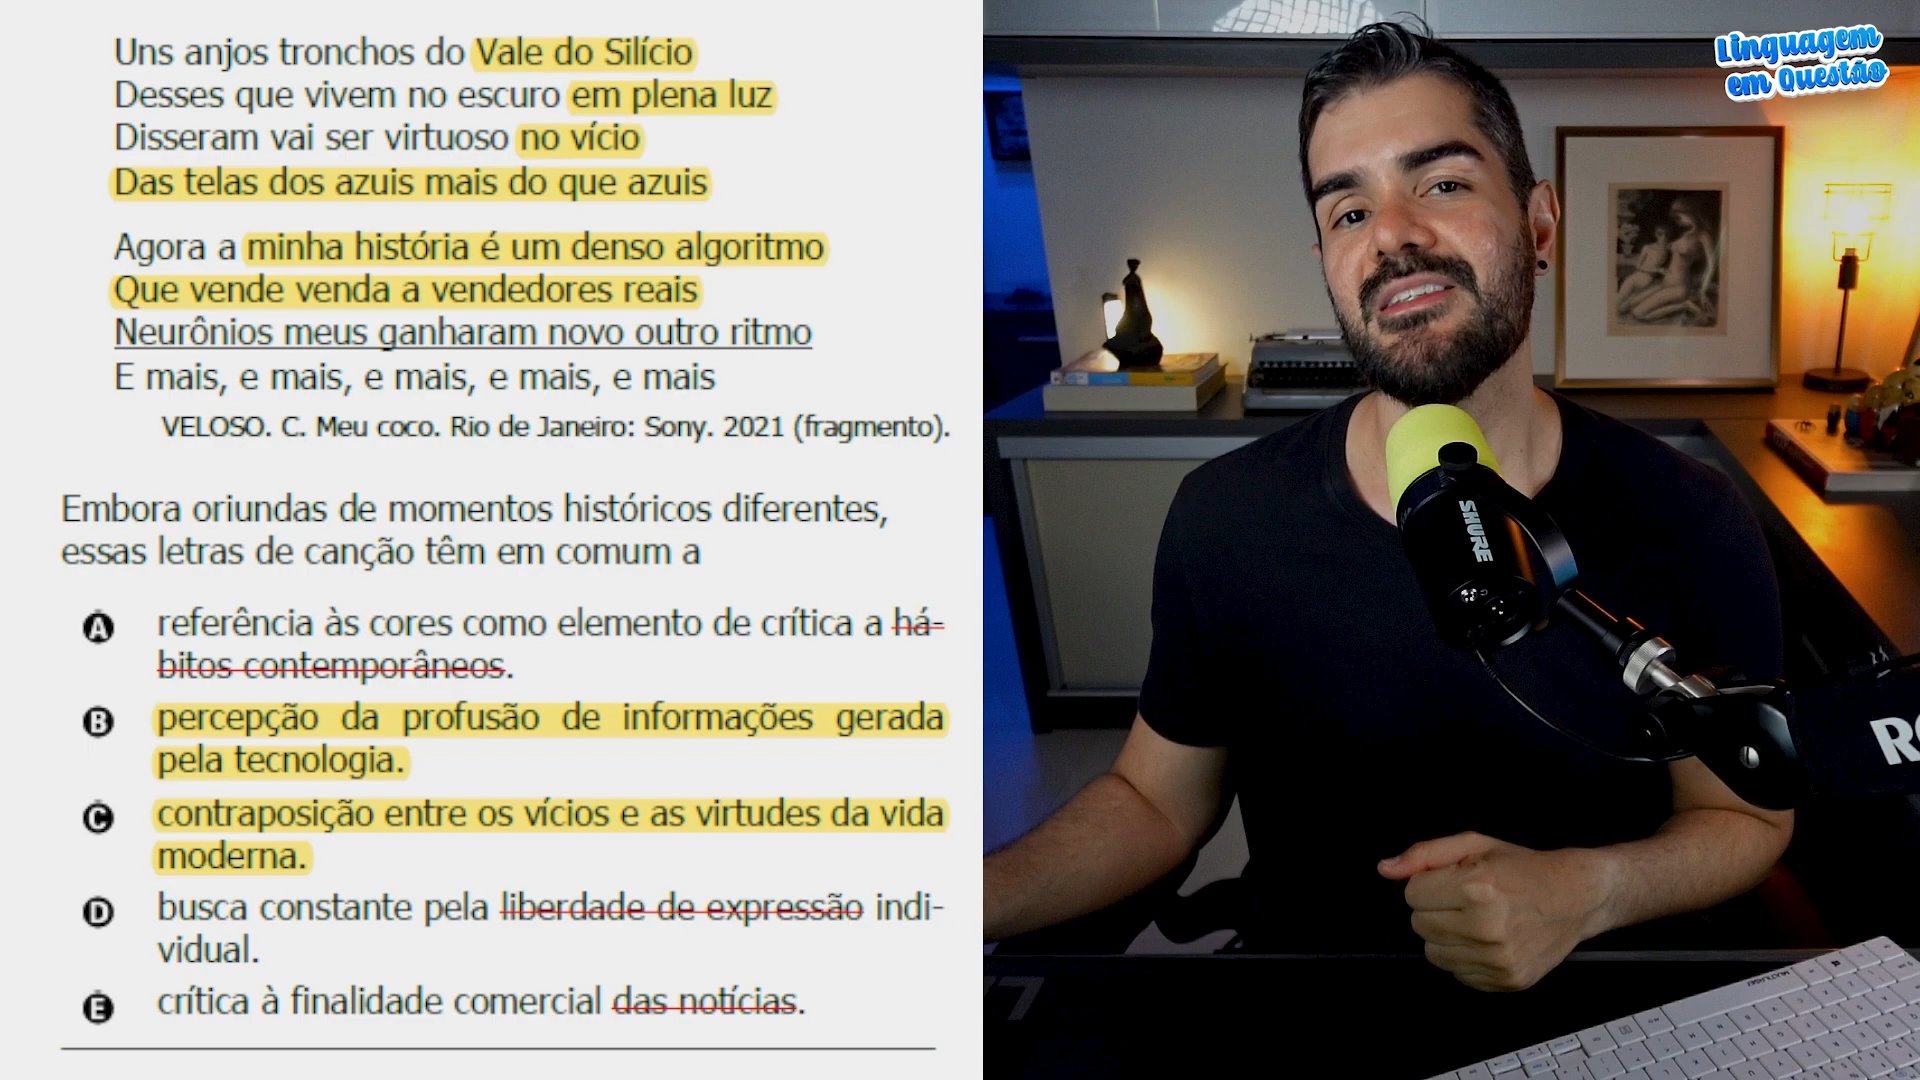 Uns anjos tronchos do Vale do Silício
Desses que vivem no escuro em plena luz
Disseram vai ser virtuoso no vício
Das telas dos azuis mais do que azuis
Agora a minha história é um denso algoritmo
Que vende venda a vendedores reais
Neurônios meus ganharam novo outro ritmo
E mais, e mais, e mais, e mais, e mais
VELOSO. C. Meu coco. Rio de Janeiro: Sony. 2021 (fragmento).
Embora oriundas de momentos históricos diferentes,
essas letras de canção têm em comum a
A referência às cores como elemento de crítica a há-
bitos contemporâneos.
B percepção da profusão de informações gerada
pela tecnologia.
C contraposição entre os vícios e as virtudes da vida
moderna.
D busca constante pela liberdade de expressão indi-
vidual.
E crítica à finalidade comercial das notícias.
Linguagem
em Questão
SHURE